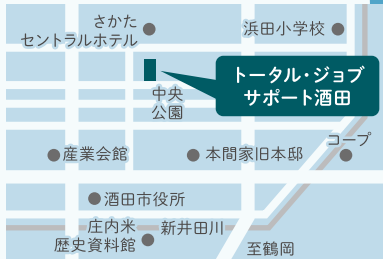 さかた
セントラルホテル
浜田小学校
トータル・ジョブ
サポート酒田
中央
公園
コープ
産業会館
本間家旧本邸
酒田市役所
庄内米
歴史資料館
新井田川
至鶴岡